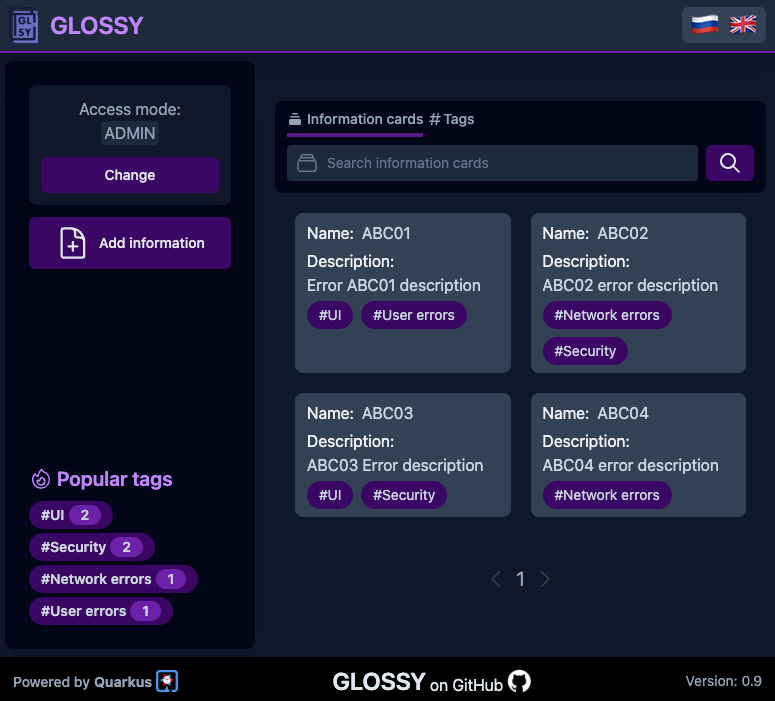 GL
SY
GLOSSY
Access mode:
ADMIN
Change
Add information
Popular tags
#UI 2
#Security 2
#Network errors 1
#User errors 1
Information cards # Tags
Search information cards
Name: ABC01
Description:
Error ABC01 description
#UI #User errors
Name: ABC02
Description:
ABC02 error description
#Network errors
#Security
Name: ABC03
Description:
ABC03 Error description
#UI #Security
Name: ABC04
Description:
ABC04 error description
#Network errors
1
Powered by Quarkus
GLOSSY on GitHub
Version: 0.9